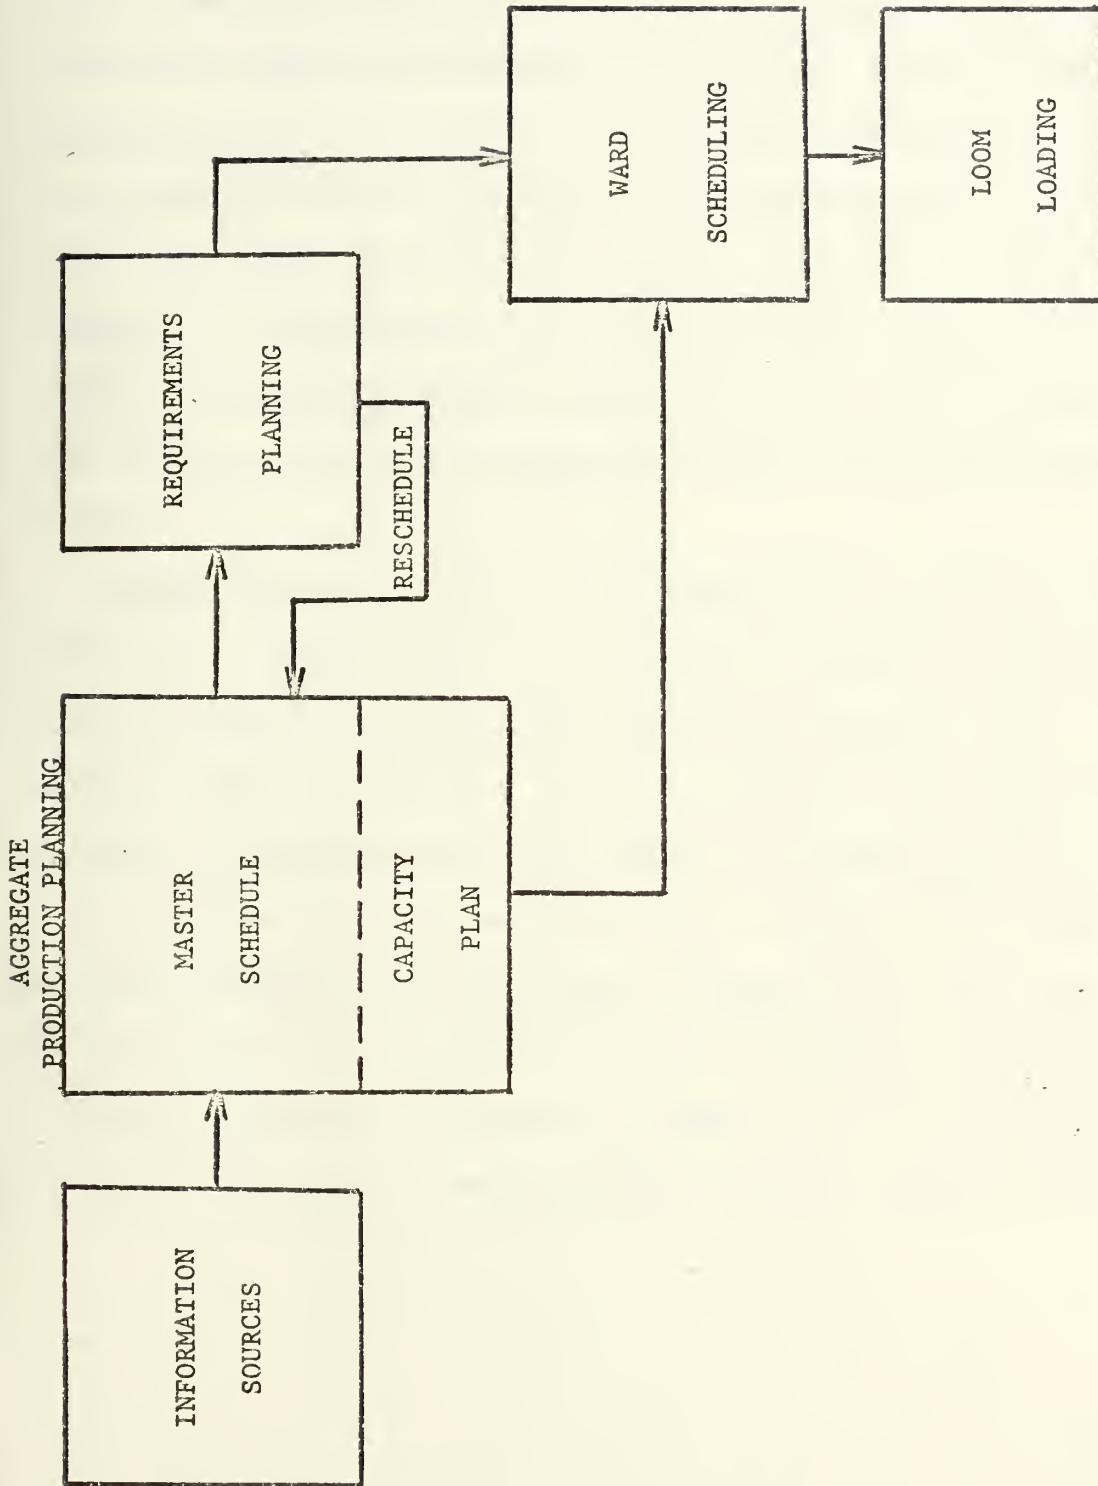 AGGREGATE
PRODUCTION PLANNING
INFORMATION
SOURCES
MASTER
SCHEDULE
CAPACITY
PLAN
REQUIREMENTS
PLANNING
RESCHEDULE
WARD
SCHEDULING
LOOM
LOADING